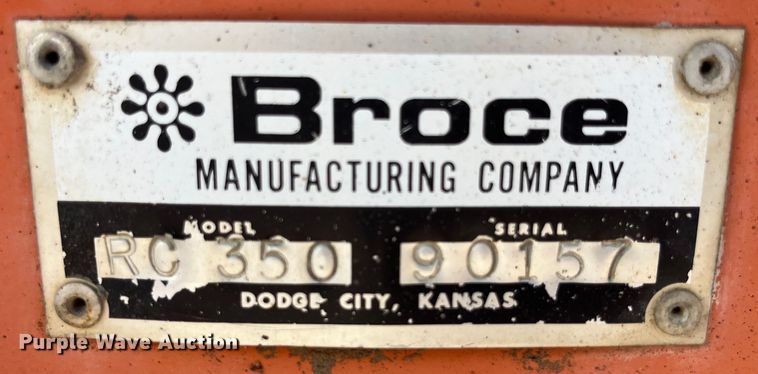 Broce
MANUFACTURING COMPANY
MODEL SERIAL
RC 350 90157
DODGE CITY, KANSAS
Purple Wave Auction